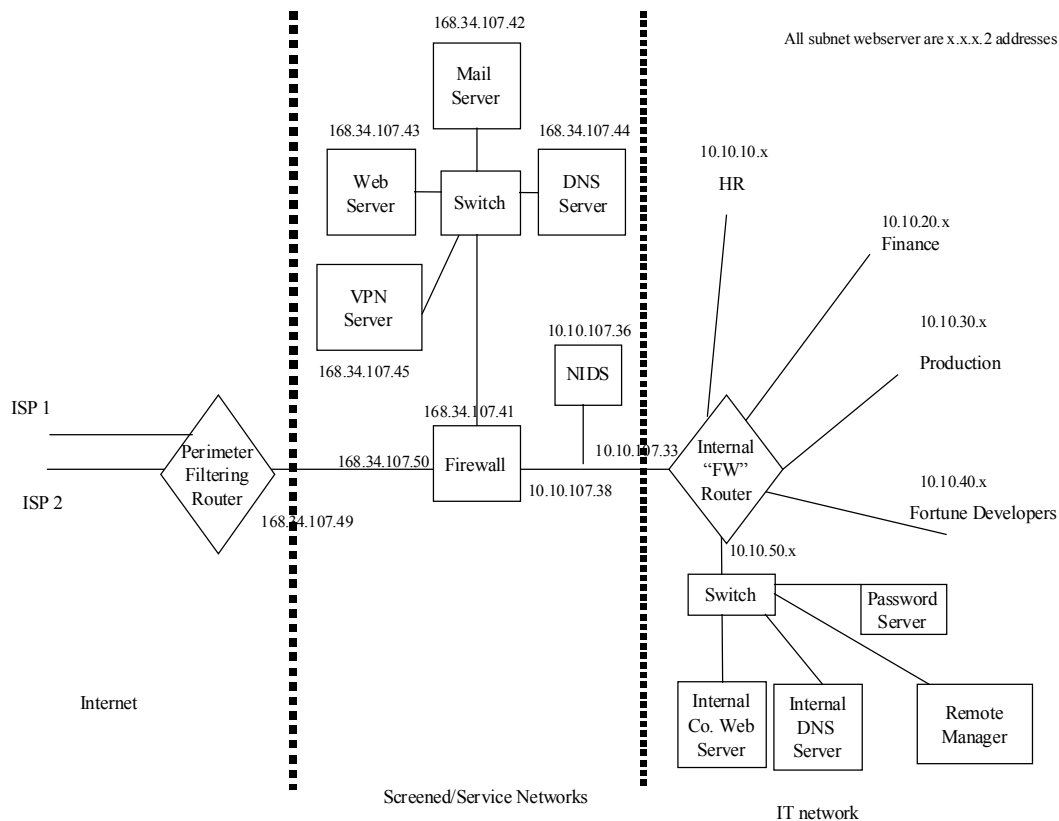 168.34.107.42
All subnet webserver are x.x.x.2 addresses
Mail
Server
168.34.107.43
168.34.107.44
10.10.10.x
HR
Web
Server
Switch
DNS
Server
10.10.20.x
Finance
VPN
Server
168.34.107.45
10.10.107.36
NIDS
10.10.30.x
Production
ISP 1
ISP 2
Perimeter
Filtering
Router
168.34.107.49
168.34.107.41
168.34.107.50
Firewall
10.10.107.38
10.10.107.33
Internal
“FW”
Router
10.10.40.x
Fortune Developers
10.10.50.x
Switch
Password
Server
Internal
Co. Web
Server
Internal
DNS
Server
Remote
Manager
Internet
Screened/Service Networks
IT network